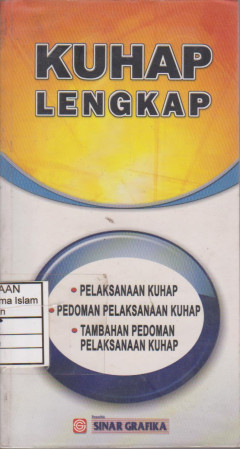 KUHAP
LENGKAP
• PELAKSANAAN KUHAP
• PEDOMAN PELAKSANAAN KUHAP
• TAMBAHAN PEDOMAN
PELAKSANAAN KUHAP
AAN
ma Islam
n
SINAR GRAFIKA